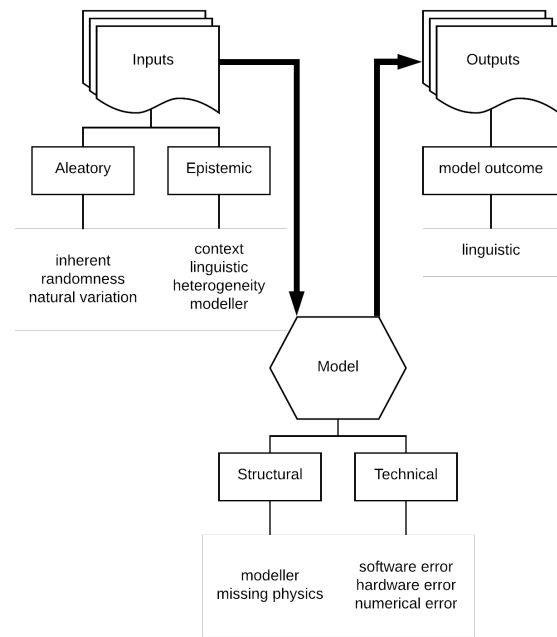 Inputs
Outputs
Aleatory
Epistemic
model outcome
inherent
randomness
natural variation
context
linguistic
heterogeneity
modeller
linguistic
Model
Structural
Technical
modeller
missing physics
software error
hardware error
numerical error